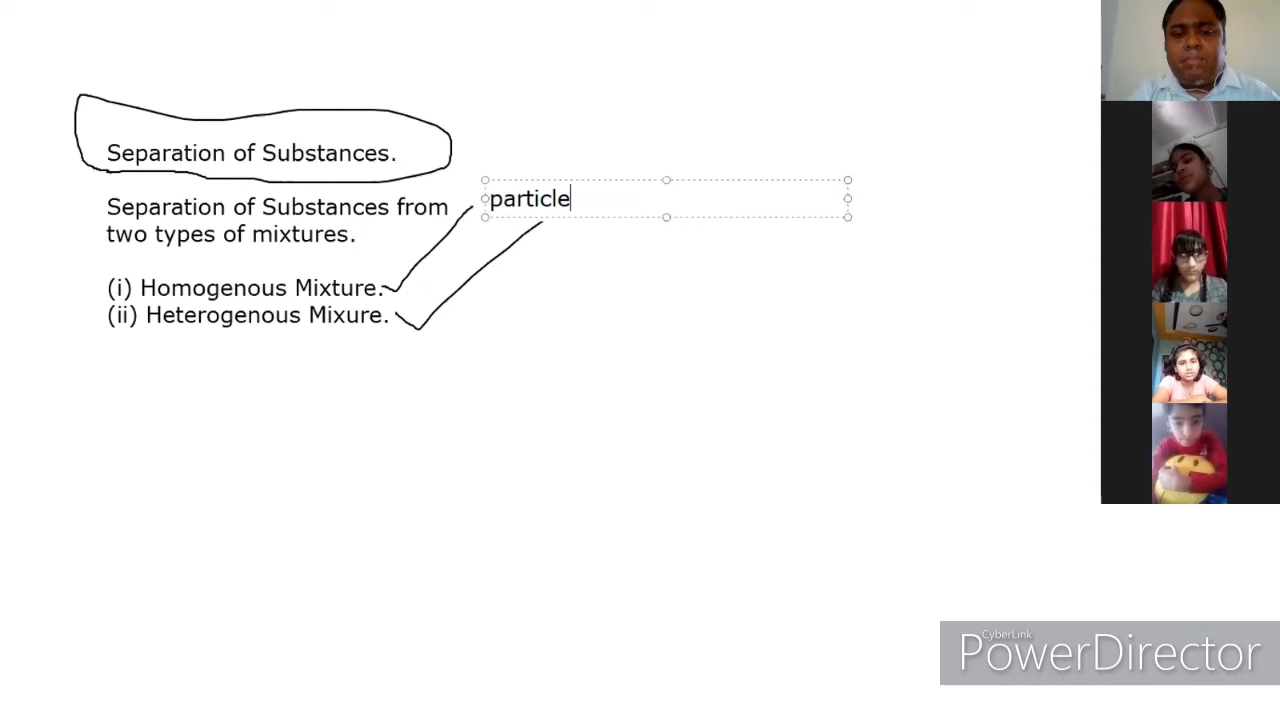 Separation of Substances.
Separation of Substances from
two types of mixtures.
(i) Homogenous Mixture.
(ii) Heterogenous Mixure.
particle
CyberLink
PowerDirector